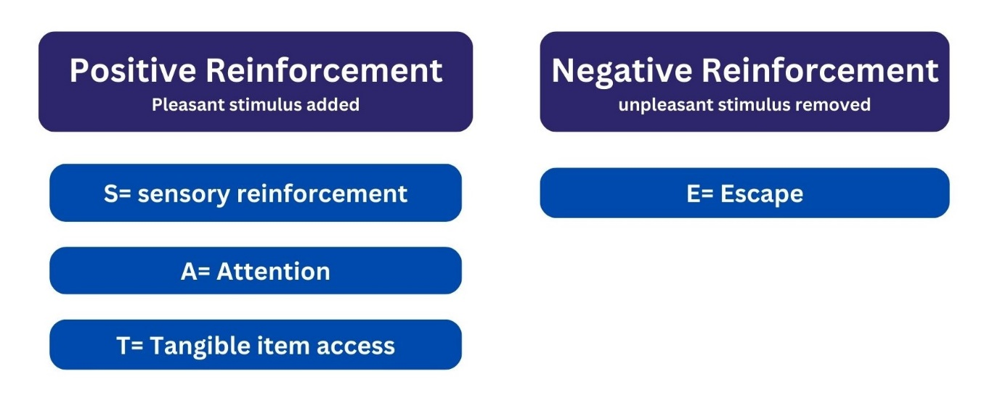 Positive Reinforcement
Pleasant stimulus added
S= sensory reinforcement
A= Attention
T= Tangible item access
Negative Reinforcement
unpleasant stimulus removed
E= Escape